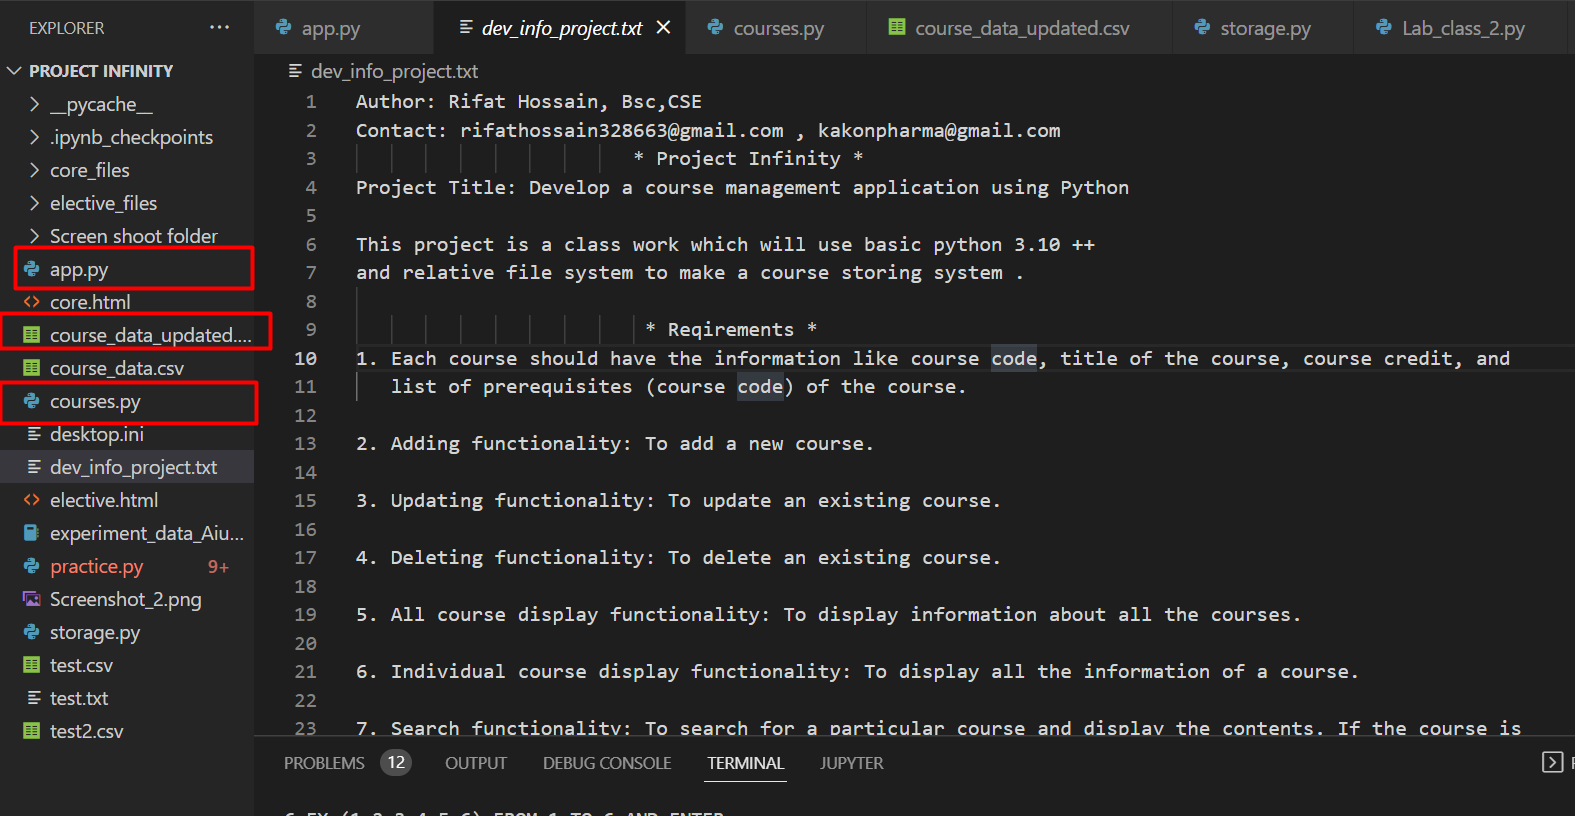 EXPLORER
PROJECT INFINITY
__pycache__
.ipynb_checkpoints
core_files
elective_files
Screen shoot folder
app.py
core.html
course_data_updated....
course_data.csv
courses.py
desktop.ini
dev_info_project.txt
elective.html
experiment_data_Aiu...
practice.py 9+
Screenshot_2.png
storage.py
test.csv
test.txt
test2.csv
app.py dev_info_project.txt courses.py course_data_updated.csv storage.py Lab_class_2.py
dev_info_project.txt
1 Author: Rifat Hossain, Bsc,CSE
2 Contact: rifathossain328663@gmail.com , kakonpharma@gmail.com
3 * Project Infinity *
4 Project Title: Develop a course management application using Python
5
6 This project is a class work which will use basic python 3.10 ++
7 and relative file system to make a course storing system .
8
9 * Reqirements *
10 1. Each course should have the information like course code, title of the course, course credit, and
11 list of prerequisites (course code) of the course.
12
13 2. Adding functionality: To add a new course.
14
15 3. Updating functionality: To update an existing course.
16
17 4. Deleting functionality: To delete an existing course.
18
19 5. All course display functionality: To display information about all the courses.
20
21 6. Individual course display functionality: To display all the information of a course.
22
23 7. Search functionality: To search for a particular course and display the contents. If the course is
PROBLEMS 12 OUTPUT DEBUG CONSOLE TERMINAL JUPYTER